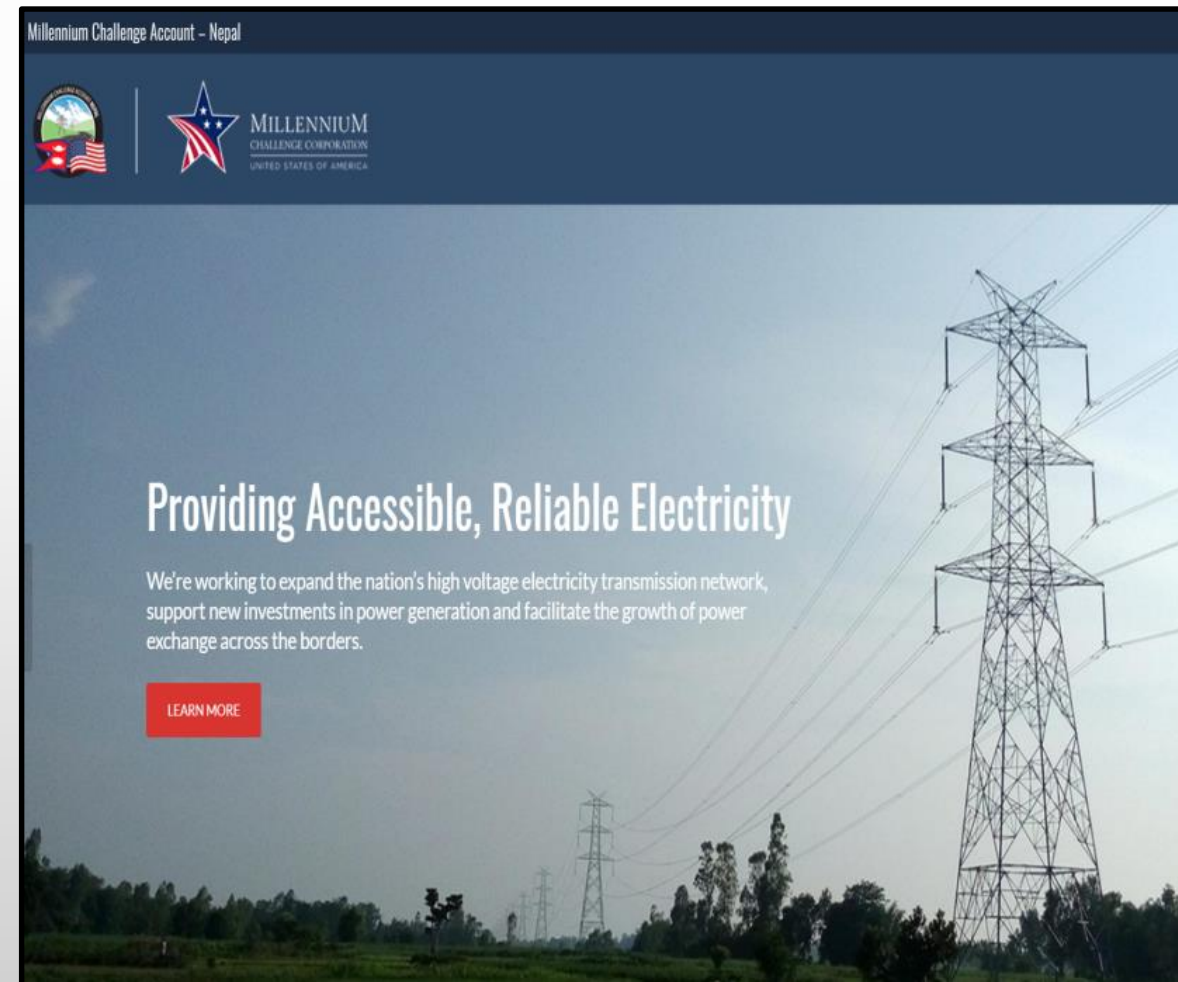 Millennium Challenge Account – Nepal
MILLENNIUM
CHALLENGE CORPORATION
UNITED STATES OF AMERICA
Providing Accessible, Reliable Electricity
We're working to expand the nation's high voltage electricity transmission network,
support new investments in power generation and facilitate the growth of power
exchange across the borders.
LEARN MORE